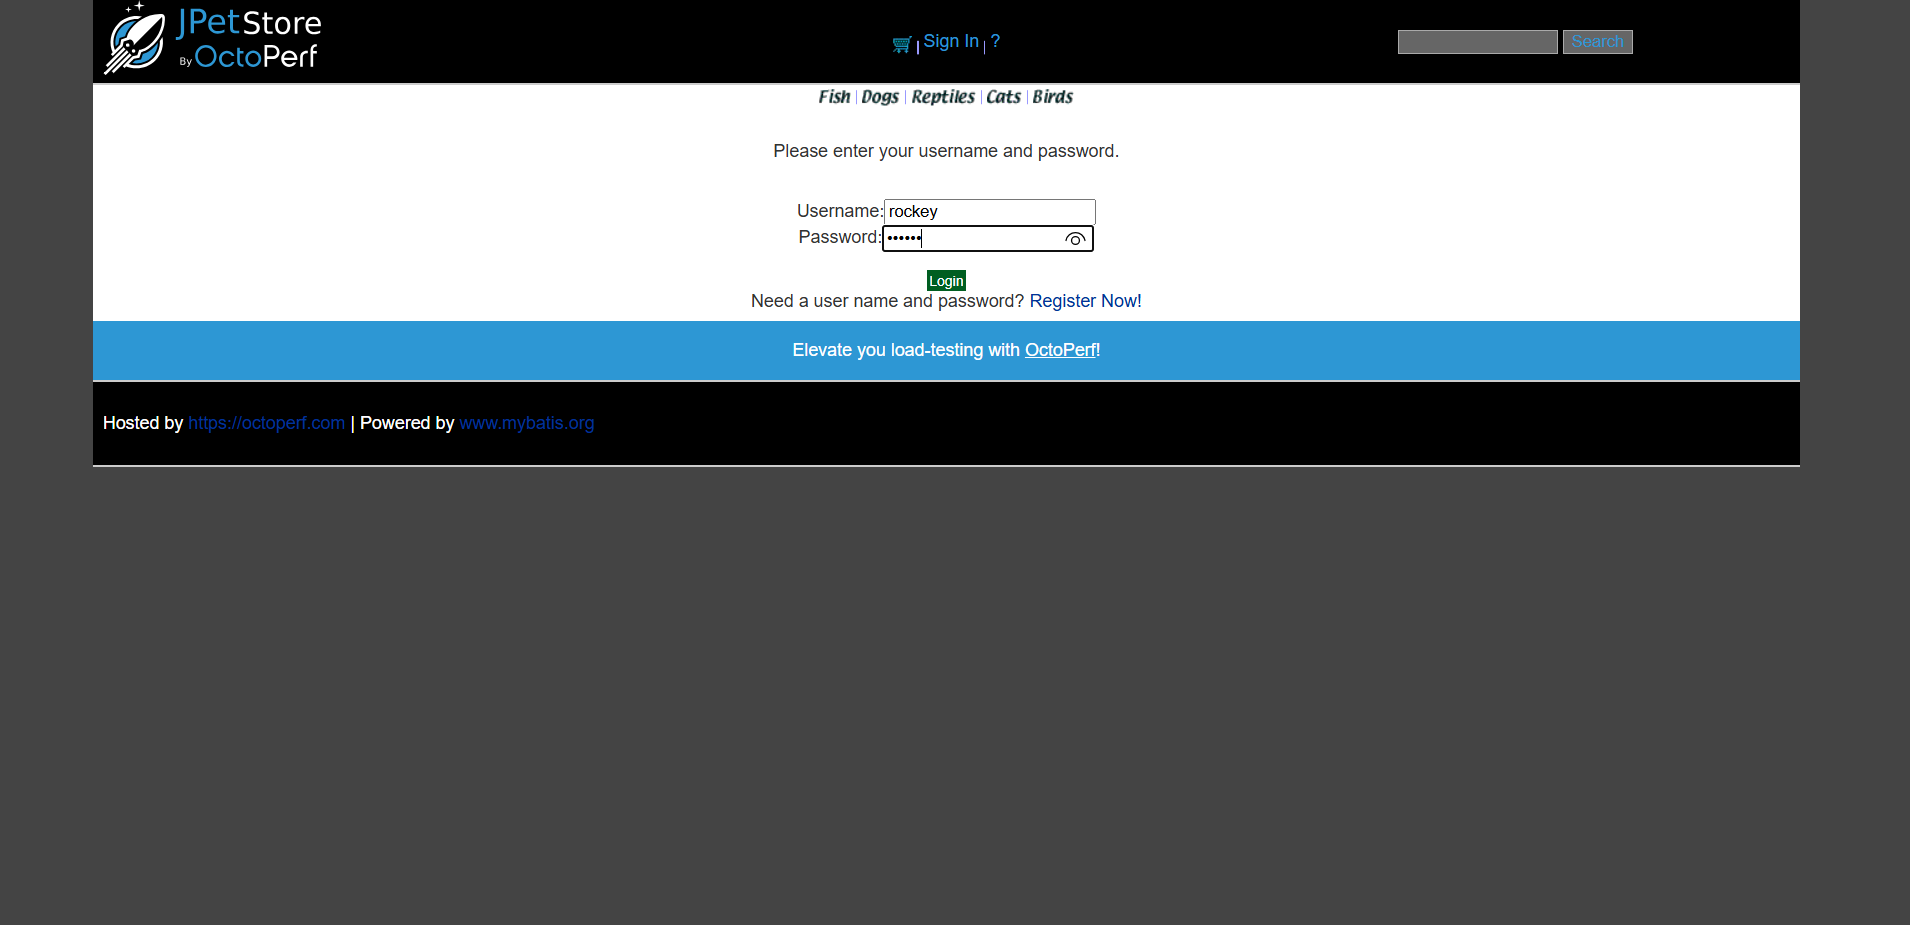 JPetStore
By OctoPerf
Sign In | ?
Search
Fish | Dogs | Reptiles | Cats | Birds
Please enter your username and password.
Username: rockey
Password: ••••••
Login
Need a user name and password? Register Now!
Elevate you load-testing with OctoPerf!
Hosted by https://octoperf.com | Powered by www.mybatis.org